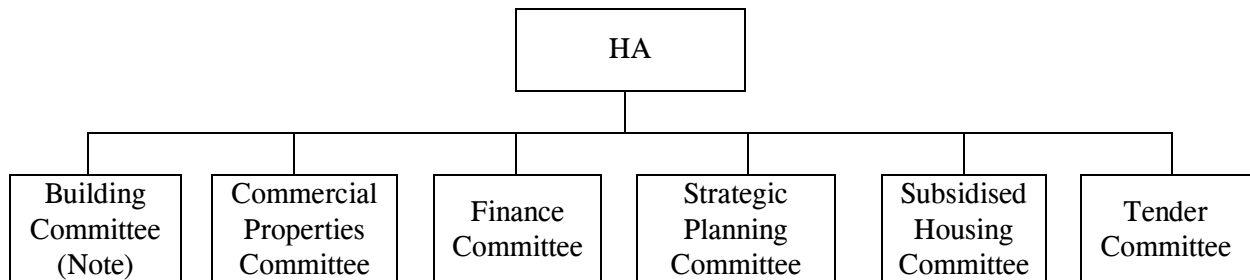 HA
Building
Committee
(Note)
Commercial
Properties
Committee
Finance
Committee
Strategic
Planning
Committee
Subsidised
Housing
Committee
Tender
Committee